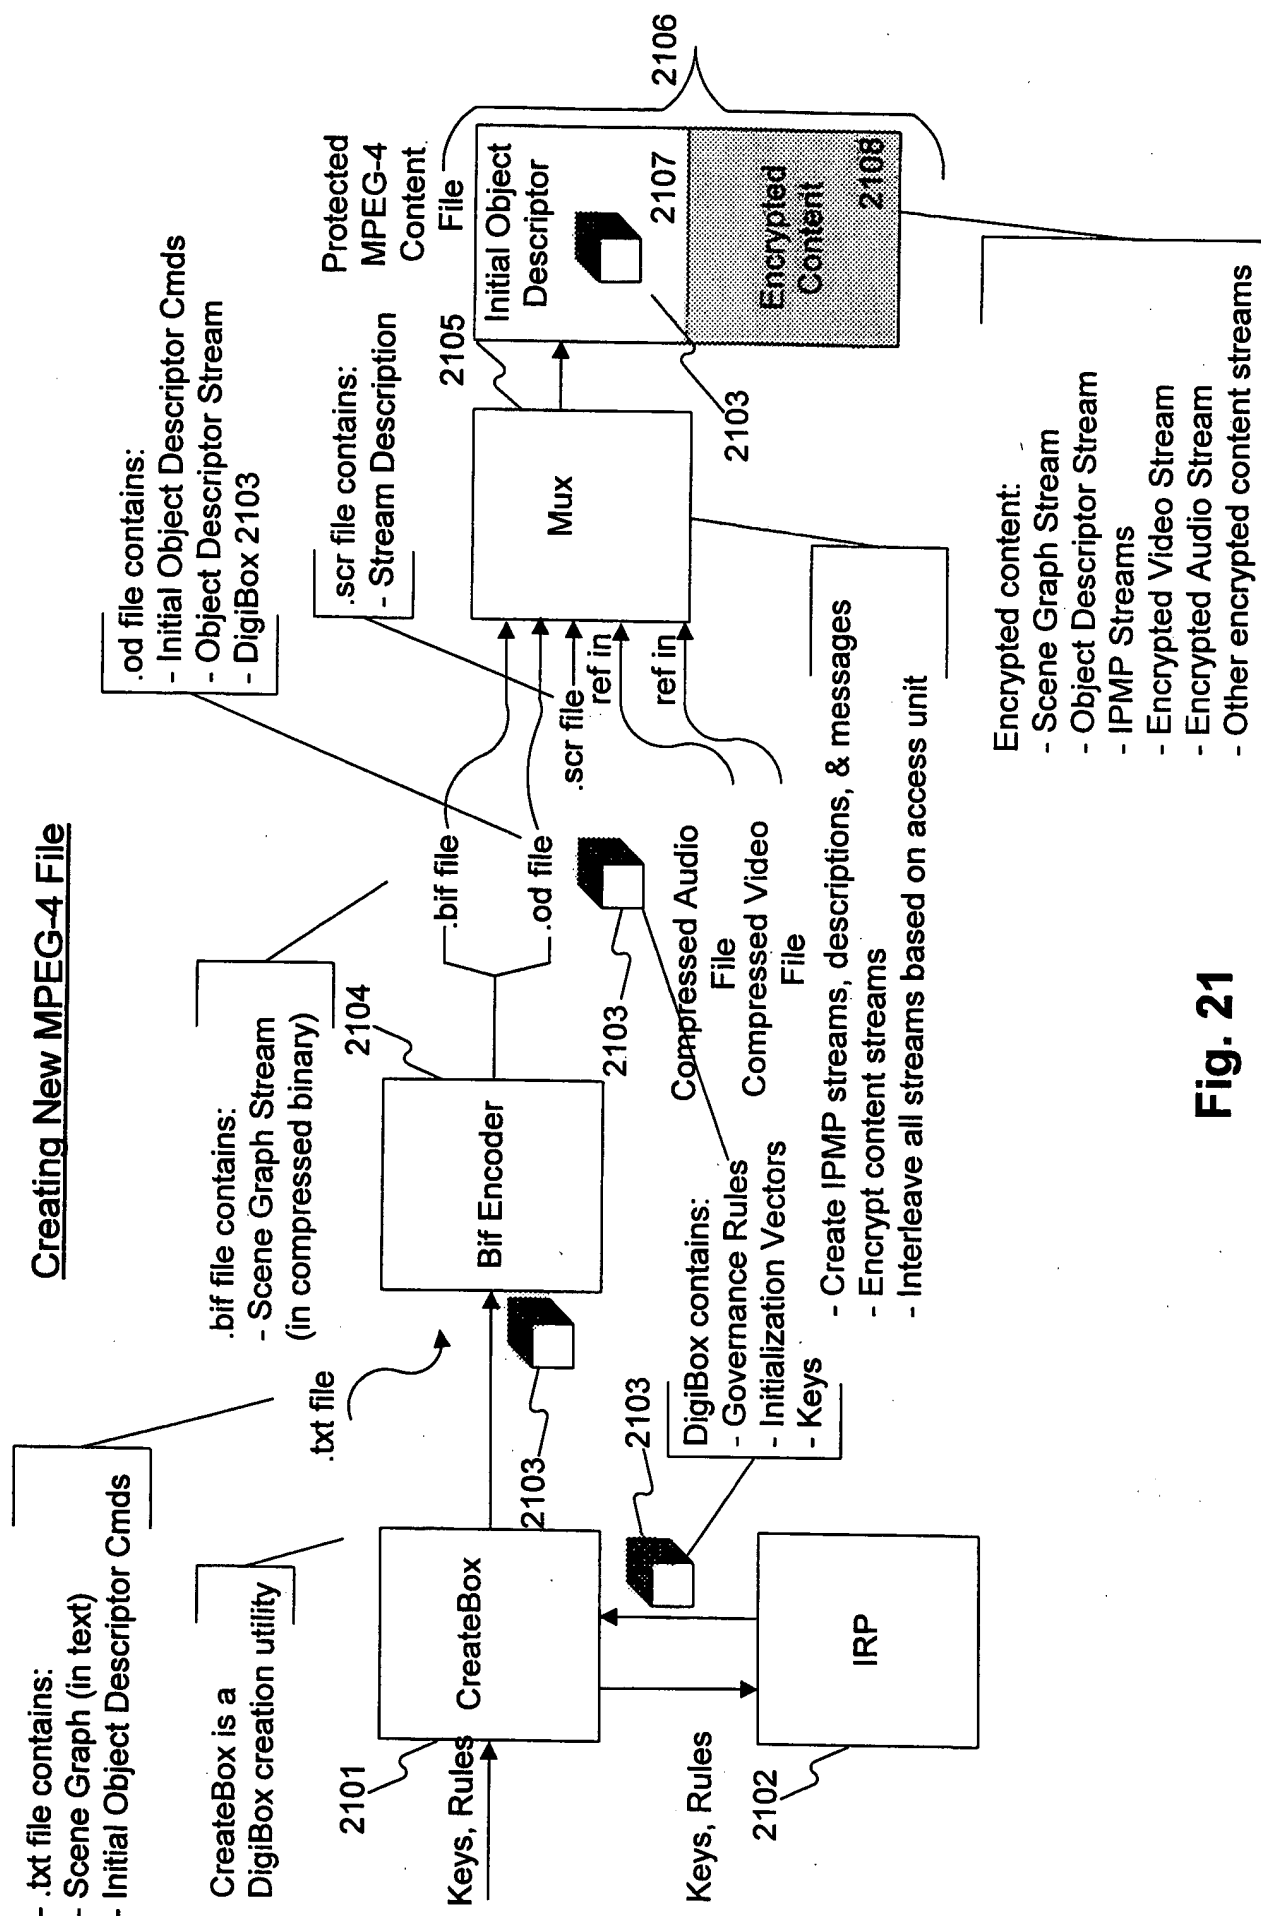 Creating New MPEG-4 File
- .txt file contains:
- Scene Graph (in text)
- Initial Object Descriptor Cmds
CreateBox is a
DigiBox creation utility
.bif file contains:
- Scene Graph Stream
(in compressed binary)
.od file contains:
- Initial Object Descriptor Cmds
- Object Descriptor Stream
- DigiBox 2103
.scr file contains:
- Stream Description
Protected
MPEG-4
Content
File
2106
2101
Keys, Rules
CreateBox
.txt file
2103
2104
Bif Encoder
.bif file
.od file
2103
.scr file
ref in
ref in
Compressed Audio
File
Compressed Video
File
2105
Mux
Initial Object
Descriptor
2107
2103
Encrypted
Content
2108
Keys, Rules
2102
IRP
2103
DigiBox contains:
- Governance Rules
- Initialization Vectors
- Keys
- Create IPMP streams, descriptions, & messages
- Encrypt content streams
- Interleave all streams based on access unit
Encrypted content:
- Scene Graph Stream
- Object Descriptor Stream
- IPMP Streams
- Encrypted Video Stream
- Encrypted Audio Stream
- Other encrypted content streams
Fig. 21